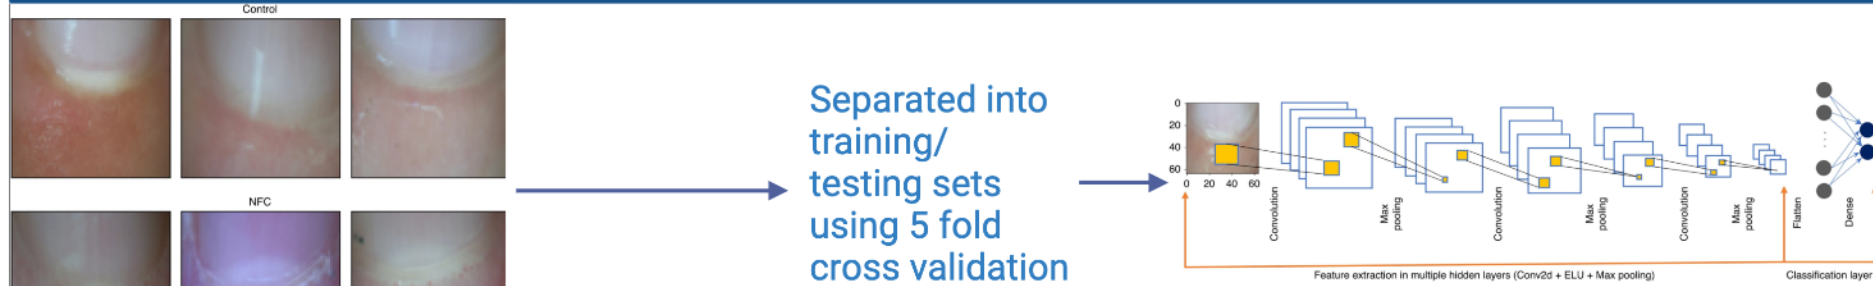 Control
NFC
Separated into
training/
testing sets
using 5 fold
cross validation
0
20
40
60
0 20 40 60
Convolution
Max
pooling
Convolution
Max
pooling
Convolution
Max
pooling
Flatten
Dense
Feature extraction in multiple hidden layers (Conv2d + ELU + Max pooling)
Classification layer